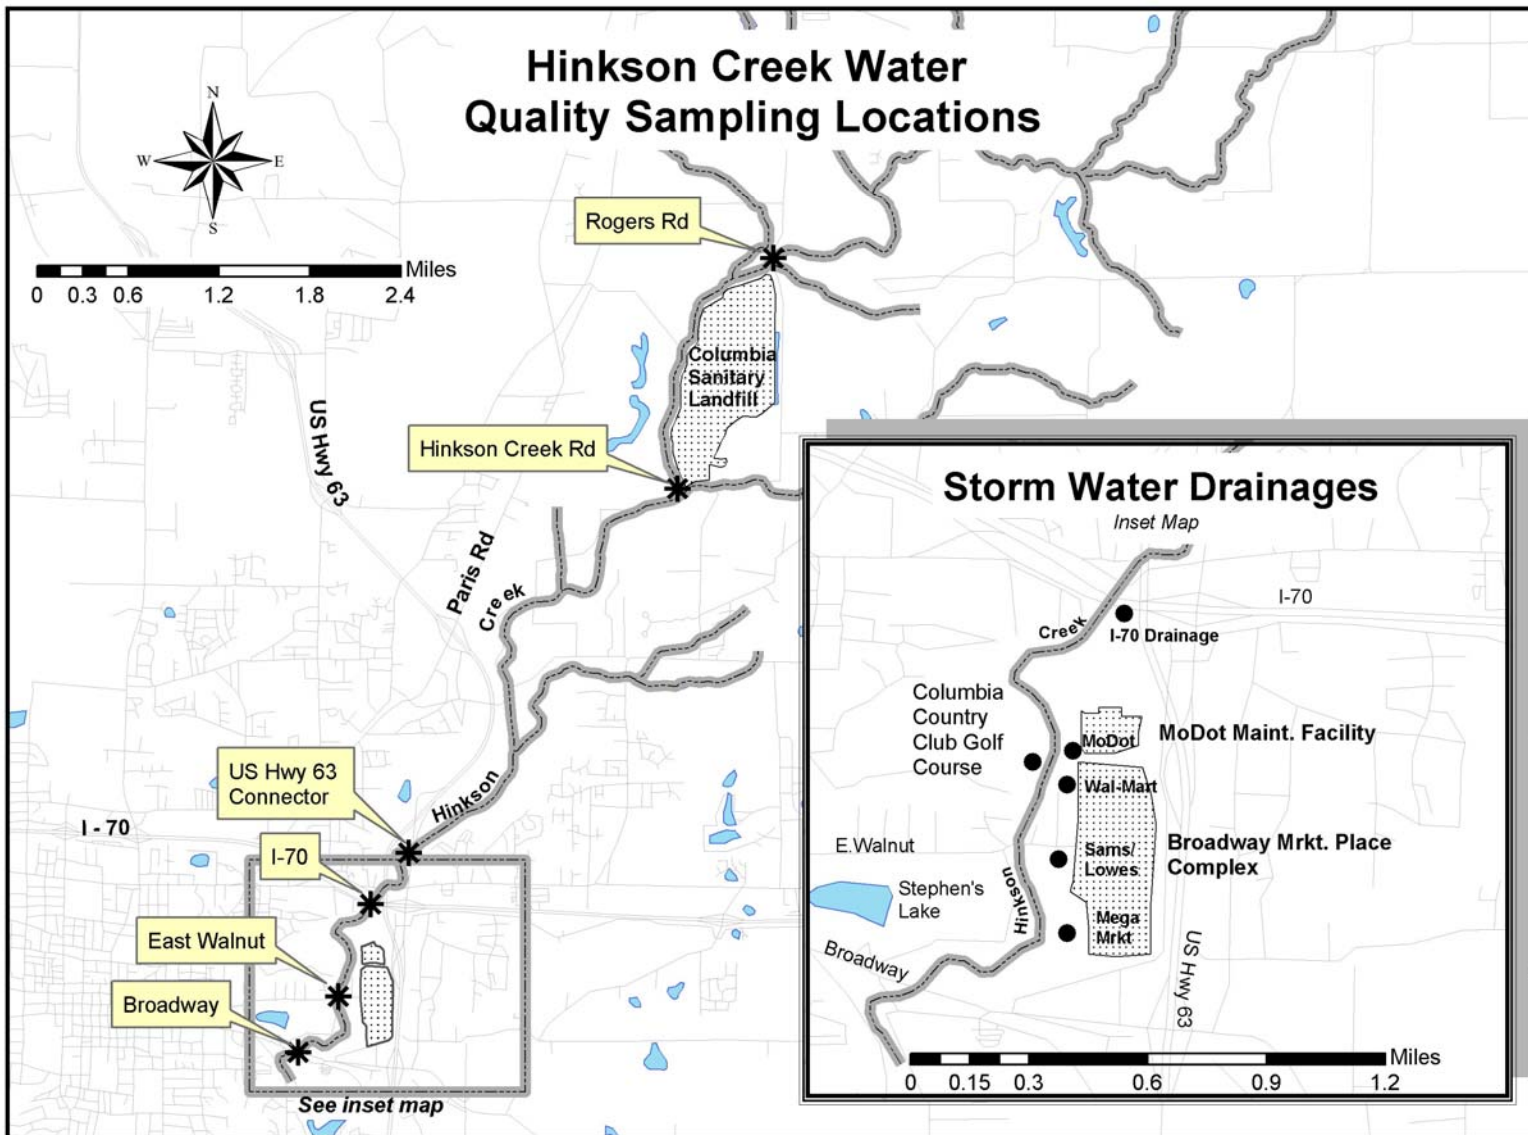 Hinkson Creek Water
Quality Sampling Locations
N
W
E
S
Miles
0 0.3 0.6 1.2 1.8 2.4
Rogers Rd
Columbia
Sanitary
Landfill
US Hwy 63
Hinkson Creek Rd
Paris Rd
Creek
Hinkson
US Hwy 63
Connector
I - 70
I-70
East Walnut
Broadway
See inset map
Storm Water Drainages
Inset Map
I-70
Creek
I-70 Drainage
Columbia
Country
Club Golf
Course
MoDot
MoDot Maint. Facility
Wal-Mart
E.Walnut
Sams/
Lowes
Broadway Mrkt. Place
Complex
Stephen's
Lake
Hinkson
Mega
Mrkt
Broadway
US Hwy 63
Miles
0 0.15 0.3 0.6 0.9 1.2